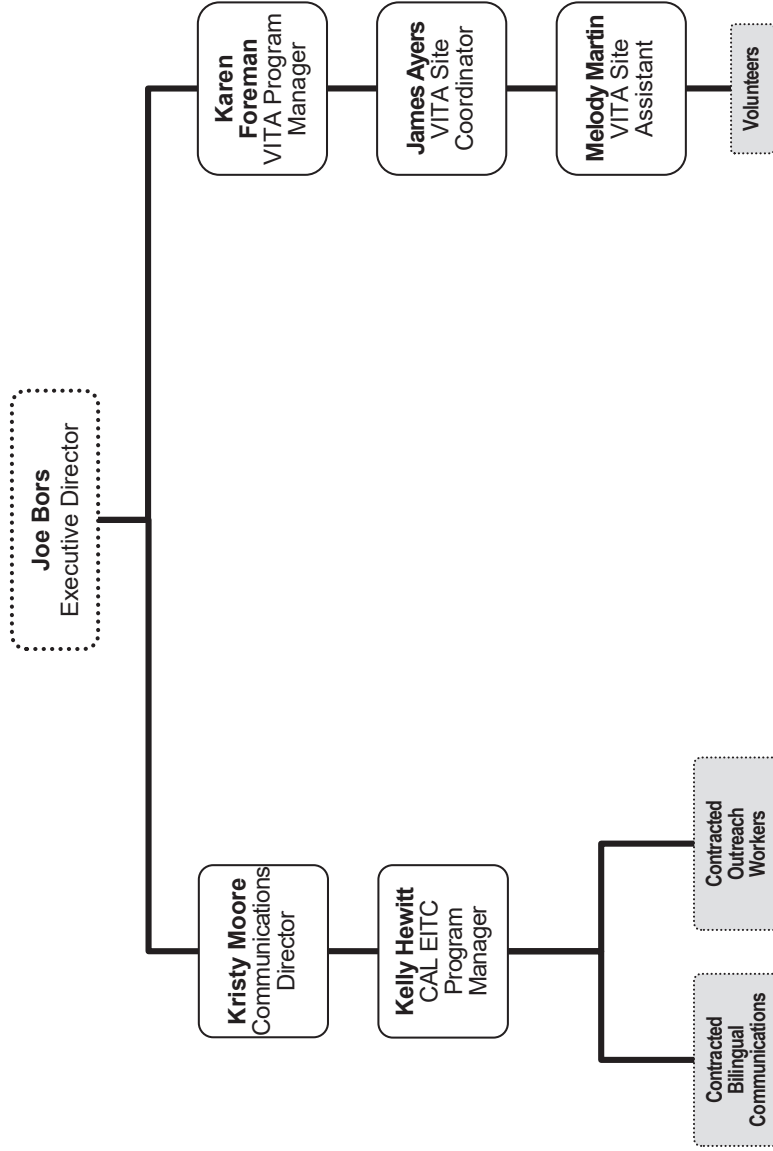 Joe Bors
Executive Director
Kristy Moore
Communications
Director
Karen
Foreman
VITA Program
Manager
Kelly Hewitt
CAL EITC
Program
Manager
James Ayers
VITA Site
Coordinator
Melody Martin
VITA Site
Assistant
Contracted
Bilingual
Communications
Contracted
Outreach
Workers
Volunteers